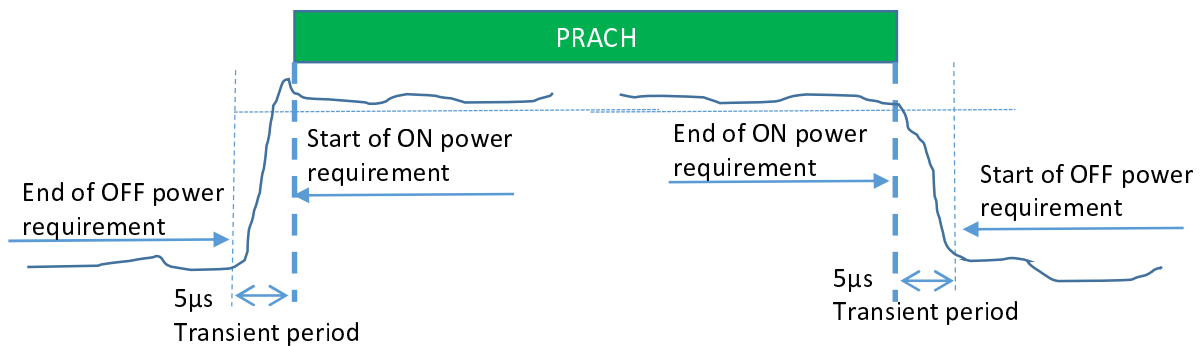 PRACH
Start of ON power
requirement
End of ON power
requirement
End of OFF power
requirement
Start of OFF power
requirement
5µs
Transient period
5µs
Transient period